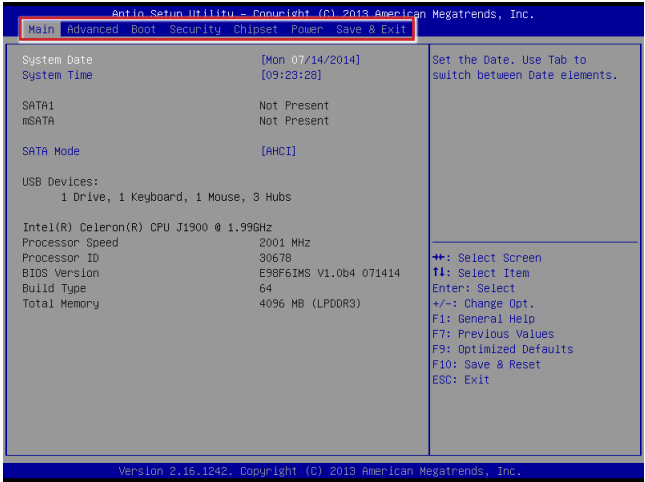 Aptio Setup Utility – Copyright (C) 2013 American Megatrends, Inc.
Main Advanced Boot Security Chipset Power Save & Exit
System Date [Mon 07/14/2014]
System Time [09:23:28]
SATA1 Not Present
mSATA Not Present
SATA Mode [AHCI]
USB Devices:
1 Drive, 1 Keyboard, 1 Mouse, 3 Hubs
Intel(R) Celeron(R) CPU J1900 @ 1.99GHz
Processor Speed 2001 MHz
Processor ID 30678
BIOS Version E98F6IMS V1.0b4 071414
Build Type 64
Total Memory 4096 MB (LPDDR3)
Set the Date. Use Tab to
switch between Date elements.
→←: Select Screen
↑↓: Select Item
Enter: Select
+/-: Change Opt.
F1: General Help
F7: Previous Values
F9: Optimized Defaults
F10: Save & Reset
ESC: Exit
Version 2.16.1242. Copyright (C) 2013 American Megatrends, Inc.